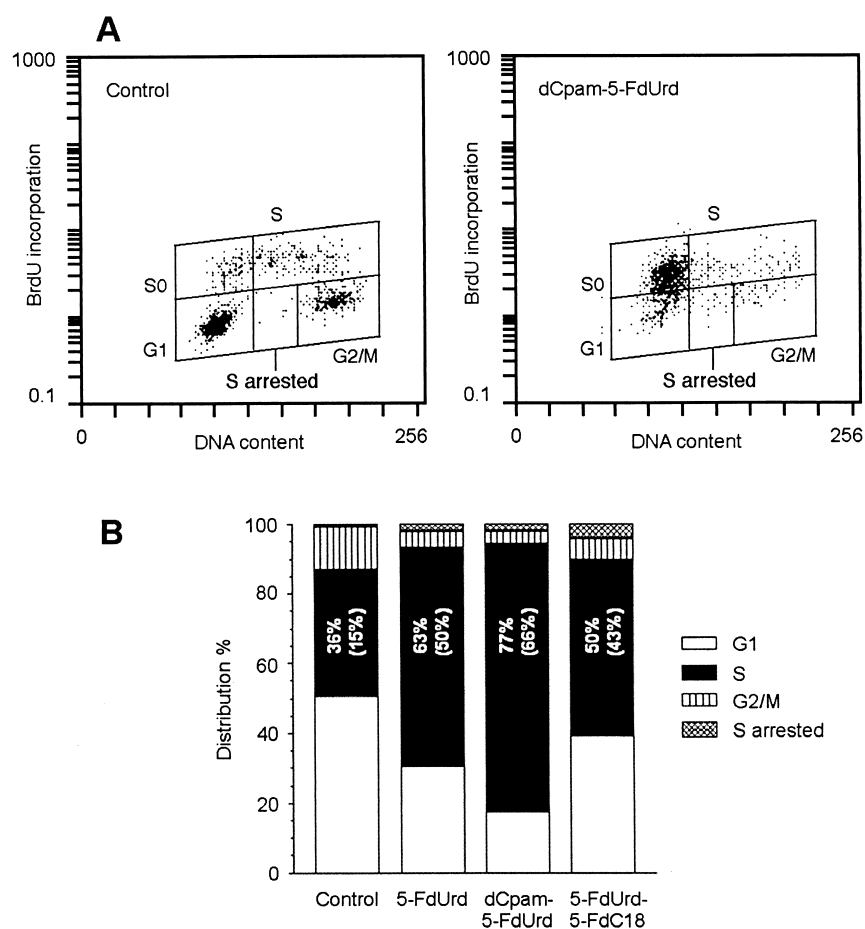 A
1000
Control
BrdU incorporation
S
S0
G1
G2/M
S arrested
0.1
0
DNA content
256
1000
dCpam-5-FdUrd
BrdU incorporation
S
S0
G1
G2/M
S arrested
0.1
0
DNA content
256
B
100
80
60
40
20
0
Distribution %
36%
(15%)
63%
(50%)
77%
(66%)
50%
(43%)
G1
S
G2/M
S arrested
Control
5-FdUrd
dCpam-
5-FdUrd
5-FdUrd-
5-FdC18